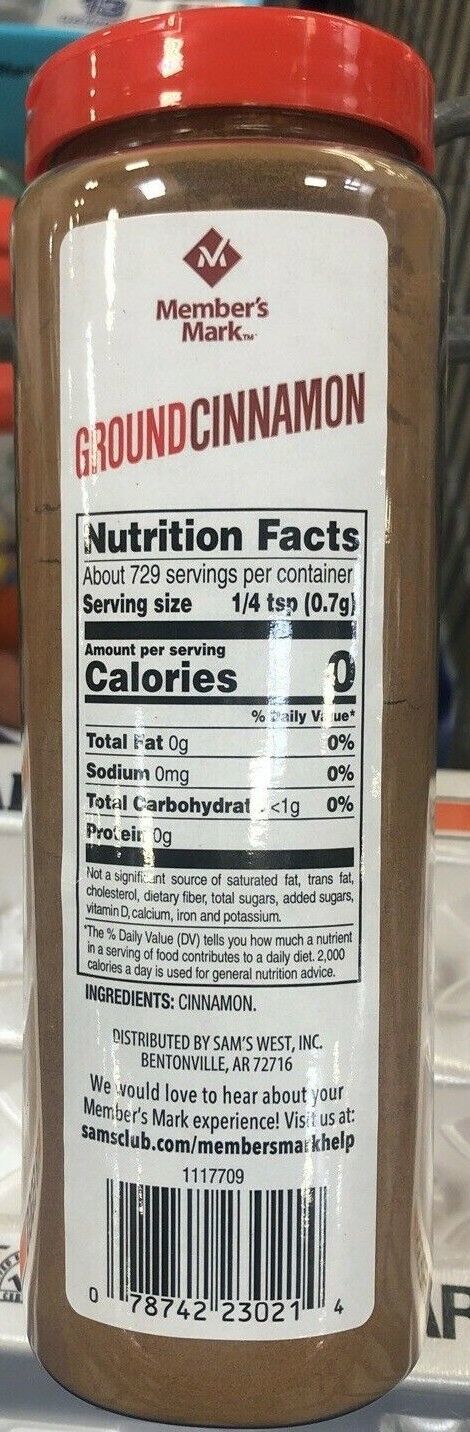 Member's
Mark™
GROUND CINNAMON
Nutrition Facts
About 729 servings per container
Serving size 1/4 tsp (0.7g)
Amount per serving
Calories 0
% Daily Value*
Total Fat 0g 0%
Sodium 0mg 0%
Total Carbohydrate <1g 0%
Protein 0g
Not a significant source of saturated fat, trans fat,
cholesterol, dietary fiber, total sugars, added sugars,
vitamin D, calcium, iron and potassium.
*The % Daily Value (DV) tells you how much a nutrient
in a serving of food contributes to a daily diet. 2,000
calories a day is used for general nutrition advice.
INGREDIENTS: CINNAMON.
DISTRIBUTED BY SAM'S WEST, INC.
BENTONVILLE, AR 72716
We would love to hear about your
Member's Mark experience! Visit us at:
samsclub.com/membersmarkhelp
1117709
0 78742 23021 4